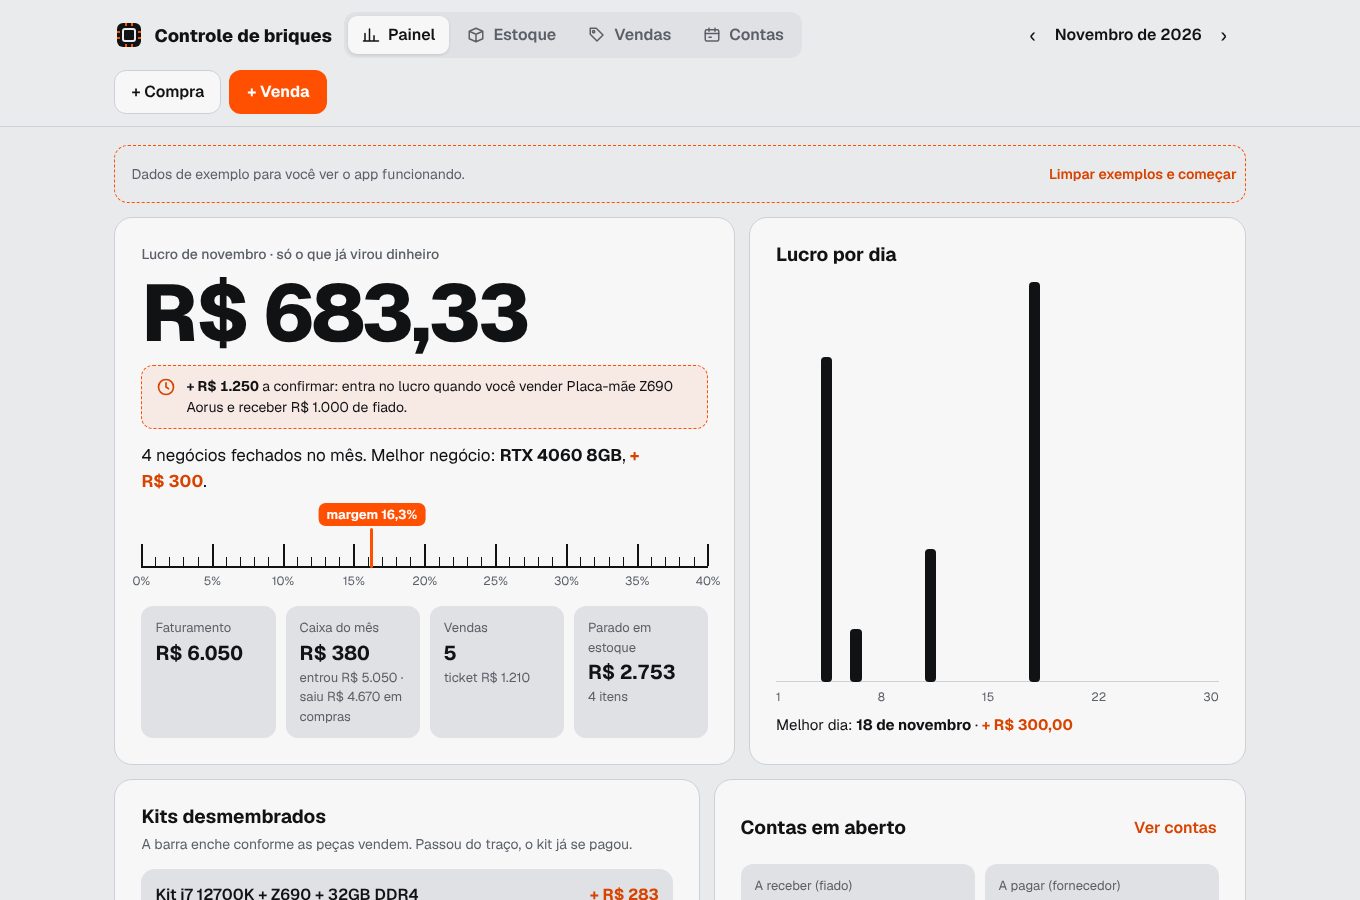 Controle de briques
Painel
Estoque
Vendas
Contas
‹ Novembro de 2026 ›
+ Compra
+ Venda
Dados de exemplo para você ver o app funcionando.
Limpar exemplos e começar
Lucro de novembro · só o que já virou dinheiro
R$ 683,33
+ R$ 1.250 a confirmar: entra no lucro quando você vender Placa-mãe Z690
Aorus e receber R$ 1.000 de fiado.
4 negócios fechados no mês. Melhor negócio: RTX 4060 8GB, +
R$ 300.
margem 16,3%
0% 5% 10% 15% 20% 25% 30% 35% 40%
Faturamento
R$ 6.050
Caixa do mês
R$ 380
entrou R$ 5.050 ·
saiu R$ 4.670 em
compras
Vendas
5
ticket R$ 1.210
Parado em
estoque
R$ 2.753
4 itens
Lucro por dia
1 8 15 22 30
Melhor dia: 18 de novembro · + R$ 300,00
Kits desmembrados
A barra enche conforme as peças vendem. Passou do traço, o kit já se pagou.
Kit i7 12700K + Z690 + 32GB DDR4
+ R$ 283
Contas em aberto
Ver contas
A receber (fiado)
A pagar (fornecedor)